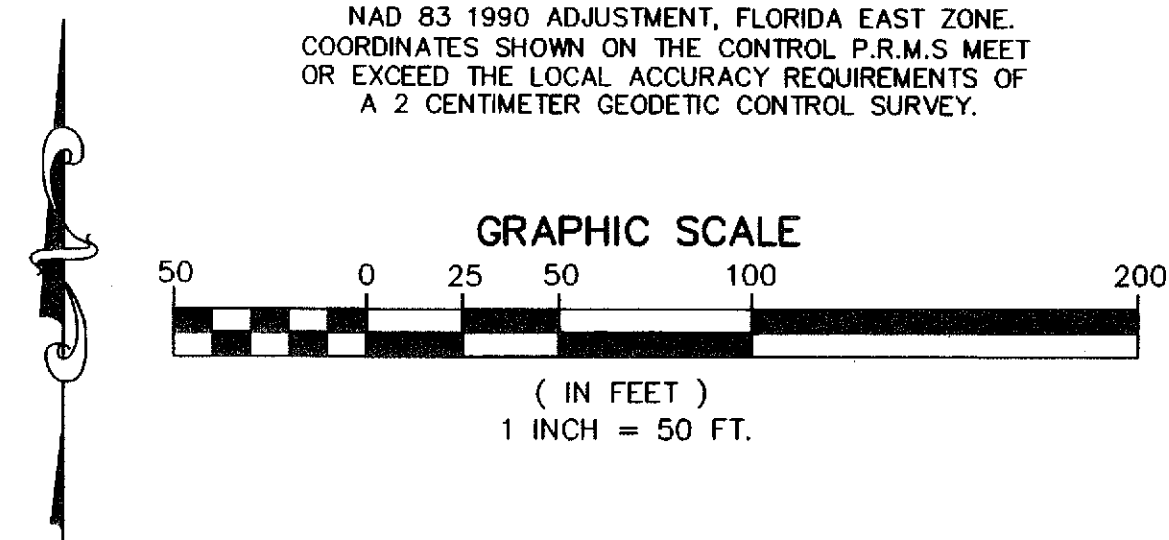 NAD 83 1990 ADJUSTMENT, FLORIDA EAST ZONE.
COORDINATES SHOWN ON THE CONTROL P.R.M.S MEET
OR EXCEED THE LOCAL ACCURACY REQUIREMENTS OF
A 2 CENTIMETER GEODETIC CONTROL SURVEY.
GRAPHIC SCALE
50 0 25 50 100 200
( IN FEET )
1 INCH = 50 FT.